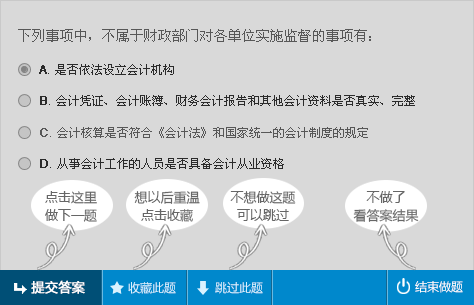 下列事项中，不属于财政部门对各单位实施监督的事项有：
A. 是否依法设立会计机构
B. 会计凭证、会计账簿、财务会计报告和其他会计资料是否真实、完整
C. 会计核算是否符合《会计法》和国家统一的会计制度的规定
D. 从事会计工作的人员是否具备会计从业资格
点击这里
做下一题
想以后重温
点击收藏
不想做这题
可以跳过
不做了
看答案结果
提交答案
收藏此题
跳过此题
结束做题